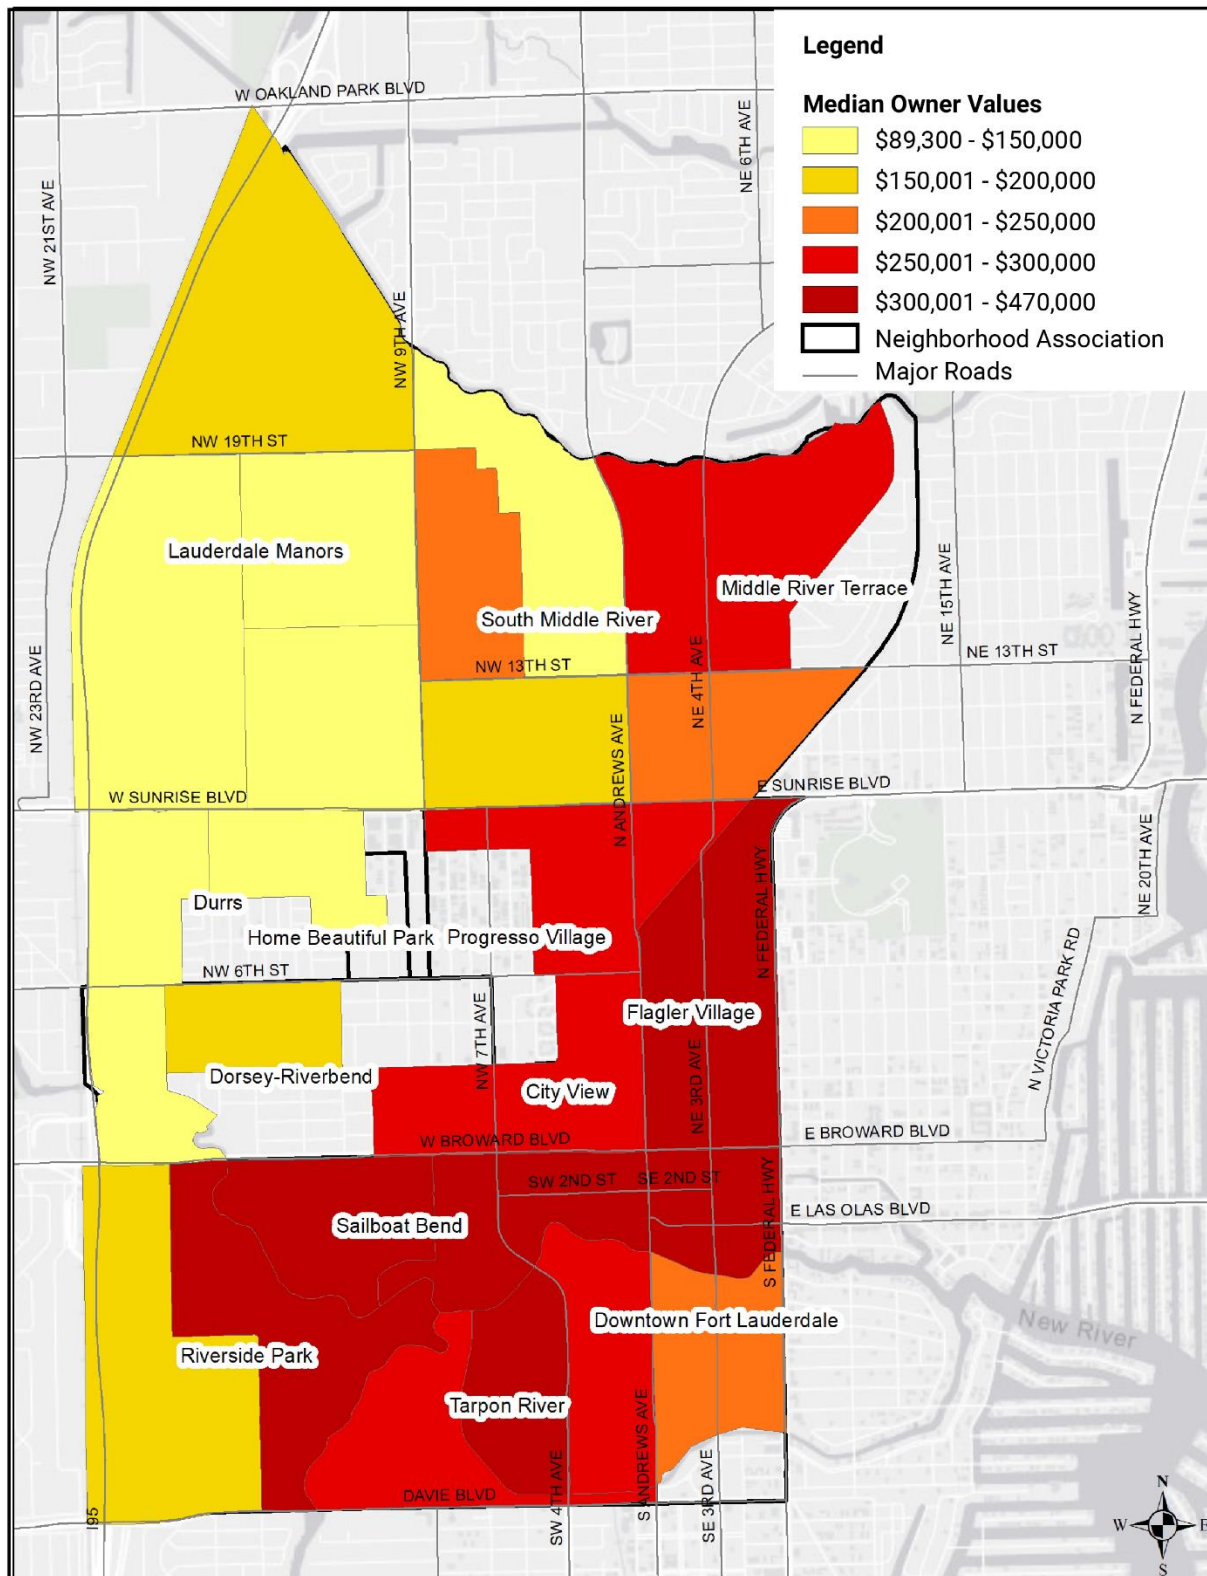 Legend
Median Owner Values
$89,300 - $150,000
$150,001 - $200,000
$200,001 - $250,000
$250,001 - $300,000
$300,001 - $470,000
Neighborhood Association
Major Roads
W OAKLAND PARK BLVD
NE 6TH AVE
NW 21ST AVE
NW 9TH AVE
NW 19TH ST
Lauderdale Manors
Middle River Terrace
South Middle River
NE 15TH AVE
NE 13TH ST
NW 13TH ST
N FEDERAL HWY
NW 23RD AVE
NE 4TH AVE
N ANDREWS AVE
W SUNRISE BLVD
E SUNRISE BLVD
NE 20TH AVE
Durrs
Home Beautiful Park
Progresso Village
N FEDERAL HWY
NW 6TH ST
N VICTORIA PARK RD
Flagler Village
NW 7TH AVE
Dorsey-Riverbend
City View
NE 3RD AVE
W BROWARD BLVD
E BROWARD BLVD
SW 2ND ST
SE 2ND ST
E LAS OLAS BLVD
Sailboat Bend
S FEDERAL HWY
Downtown Fort Lauderdale
New River
Riverside Park
Tarpon River
S ANDREWS AVE
DAVIE BLVD
SW 4TH AVE
SE 3RD AVE
I95
N
W
E
S